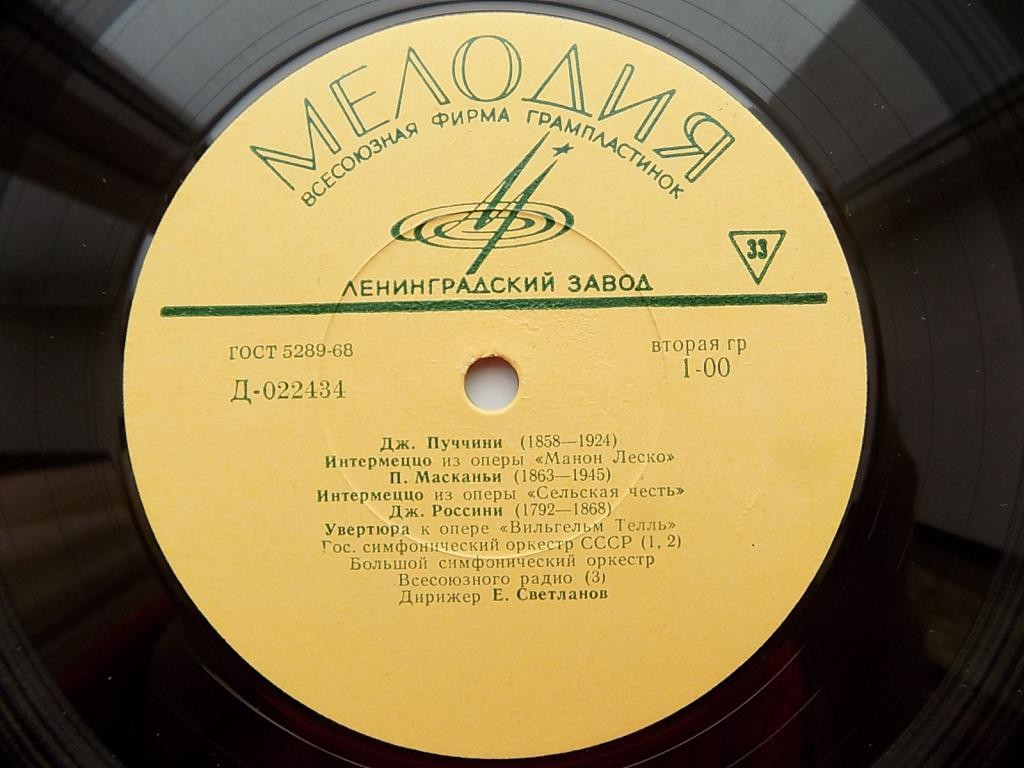 МЕЛОДИЯ
ВСЕСОЮЗНАЯ ФИРМА ГРАМПЛАСТИНОК
33
ЛЕНИНГРАДСКИЙ ЗАВОД
ГОСТ 5289-68
вторая гр
Д-022434
1-00
Дж. Пуччини (1858—1924)
Интермеццо из оперы «Манон Леско»
П. Масканьи (1863—1945)
Интермеццо из оперы «Сельская честь»
Дж. Россини (1792—1868)
Увертюра к опере «Вильгельм Телль»
Гос. симфонический оркестр СССР (1, 2)
Большой симфонический оркестр
Всесоюзного радио (3)
Дирижер Е. Светланов